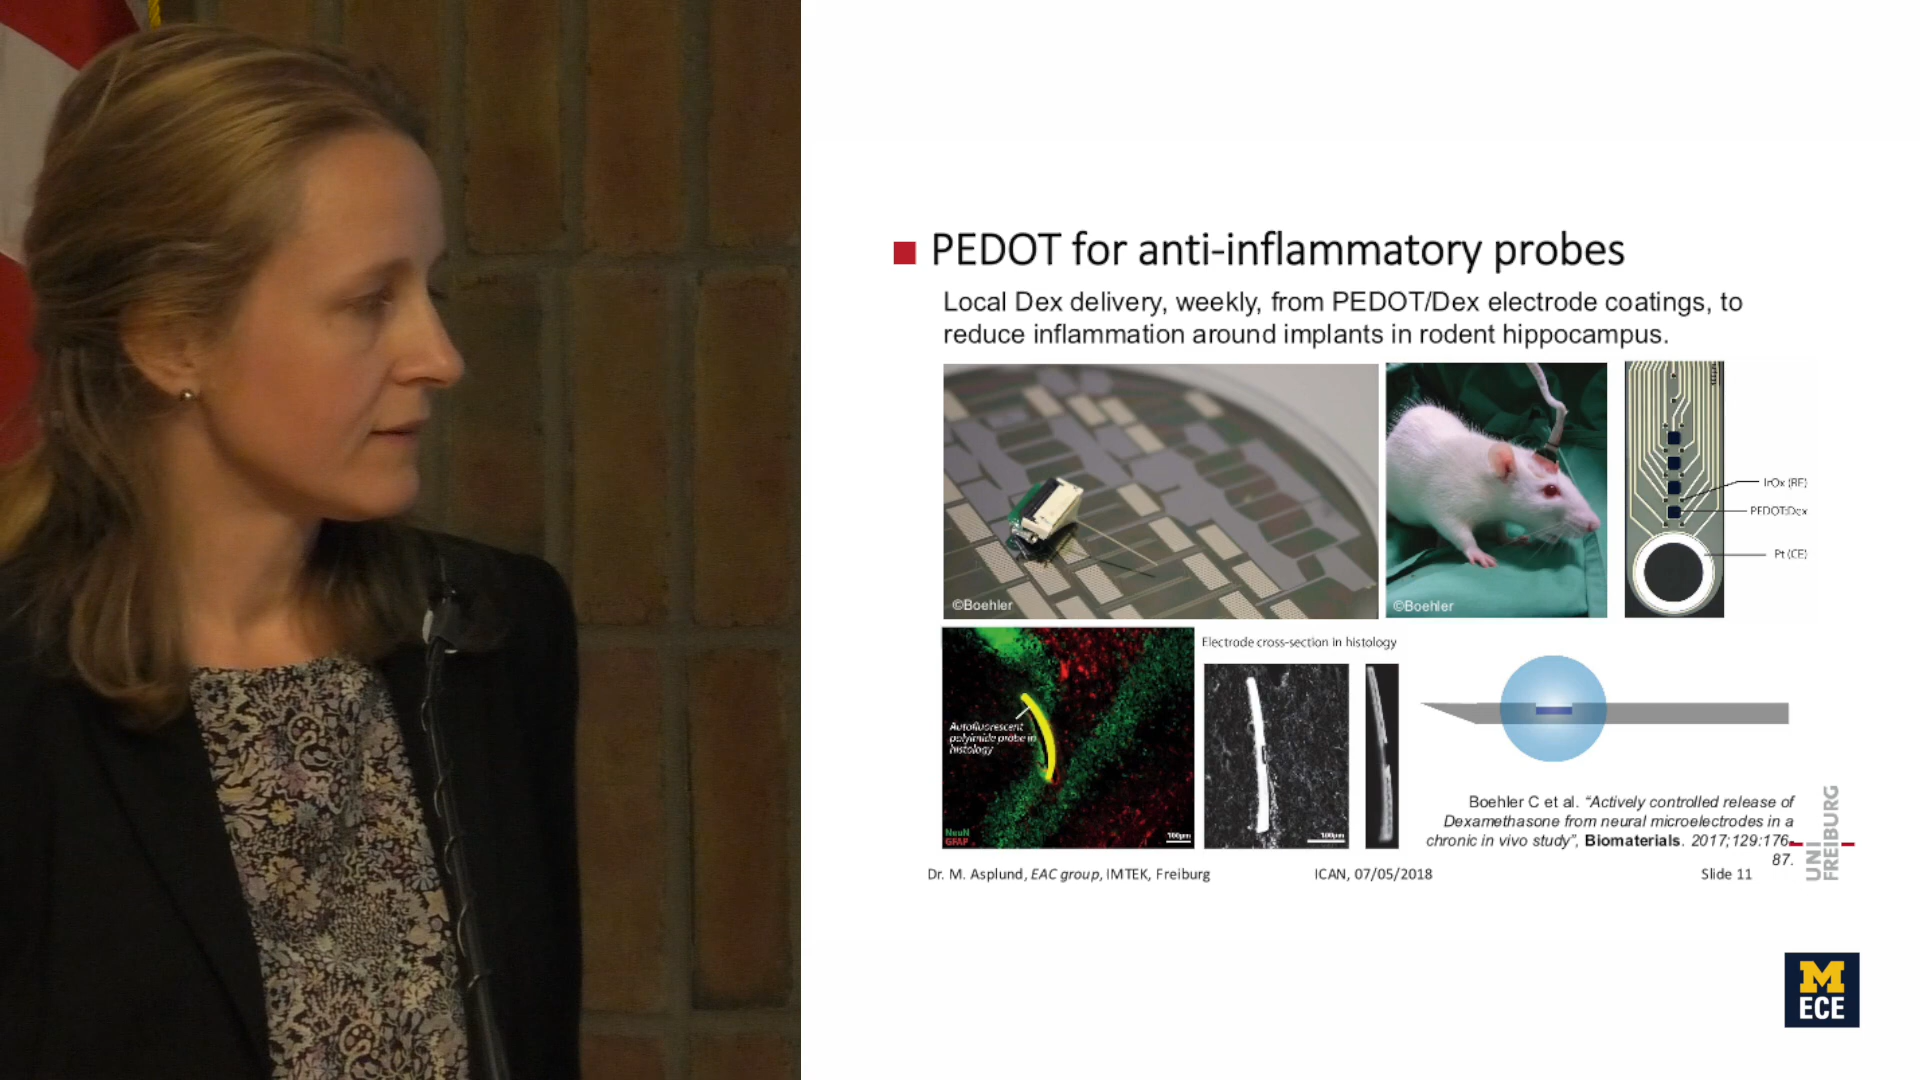 PEDOT for anti-inflammatory probes
Local Dex delivery, weekly, from PEDOT/Dex electrode coatings, to
reduce inflammation around implants in rodent hippocampus.
IrOx (RE)
PEDOT:Dex
Pt (CE)
©Boehler
©Boehler
Electrode cross-section in histology
Autofluorescent
polyimide probe in
histology
NeuN
GFAP
100µm
100µm
Boehler C et al. “Actively controlled release of
Dexamethasone from neural microelectrodes in a
chronic in vivo study”, Biomaterials. 2017;129:176-
87.
UNI
FREIBURG
Dr. M. Asplund, EAC group, IMTEK, Freiburg
ICAN, 07/05/2018
Slide 11
M
ECE